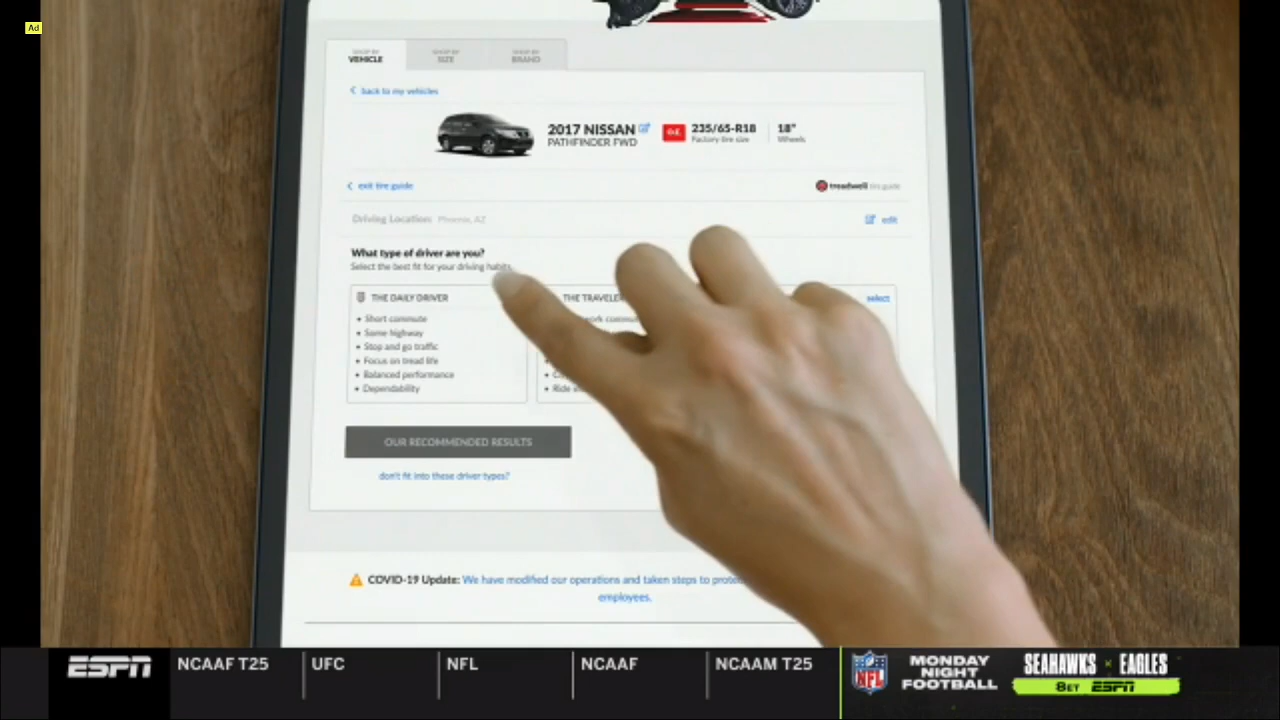 Ad
SHOP BY
VEHICLE
SHOP BY
SIZE
SHOP BY
BRAND
back to my vehicles
2017 NISSAN
PATHFINDER FWD
O.E.
235/65-R18
Factory tire size
18"
Wheels
exit tire guide
treadwell tire guide
Driving Location: Phoenix, AZ
edit
What type of driver are you?
Select the best fit for your driving habits
THE DAILY DRIVER
THE TRAVELER
select
• Short commute
• Some highway
• Stop and go traffic
• Focus on tread life
• Balanced performance
• Dependability
• Ride
OUR RECOMMENDED RESULTS
don't fit into these driver types?
COVID-19 Update: We have modified our operations and taken steps to
employees.
ESPN
NCAAF T25
UFC
NFL
NCAAF
NCAAM T25
NFL
MONDAY
NIGHT
FOOTBALL
SEAHAWKS EAGLES
8ET ESPN